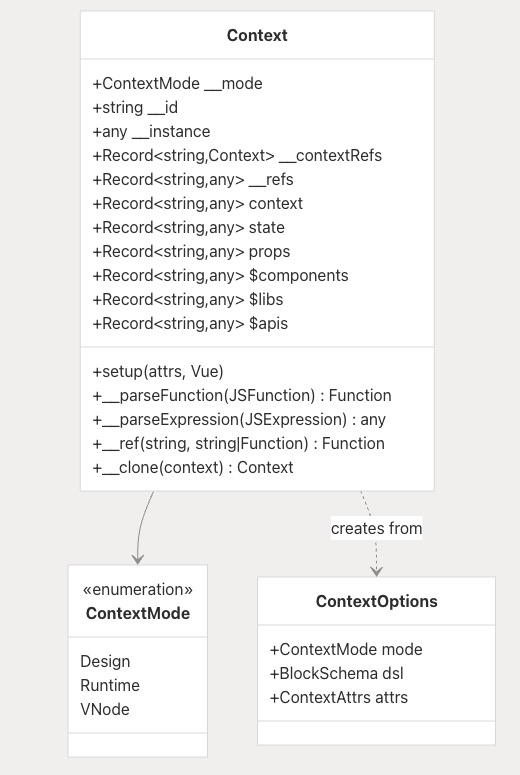 Context
+ContextMode __mode
+string __id
+any __instance
+Record<string,Context> __contextRefs
+Record<string,any> __refs
+Record<string,any> context
+Record<string,any> state
+Record<string,any> props
+Record<string,any> $components
+Record<string,any> $libs
+Record<string,any> $apis
+setup(attrs, Vue)
+__parseFunction(JSFunction) : Function
+__parseExpression(JSExpression) : any
+__ref(string, string|Function) : Function
+__clone(context) : Context
creates from
«enumeration»
ContextMode
Design
Runtime
VNode
ContextOptions
+ContextMode mode
+BlockSchema dsl
+ContextAttrs attrs